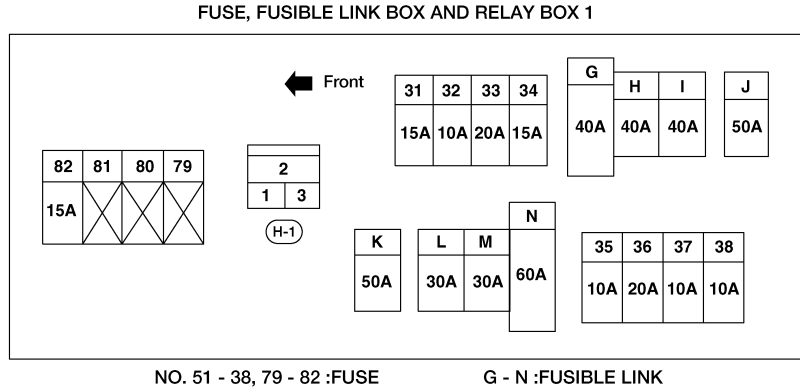 FUSE, FUSIBLE LINK BOX AND RELAY BOX 1
Front
31 32 33 34
15A 10A 20A 15A
G H I J
40A 40A 40A 50A
82 81 80 79
15A
2
1 3
H-1
K L M N
50A 30A 30A 60A
35 36 37 38
10A 20A 10A 10A
NO. 51 - 38, 79 - 82 :FUSE G - N :FUSIBLE LINK